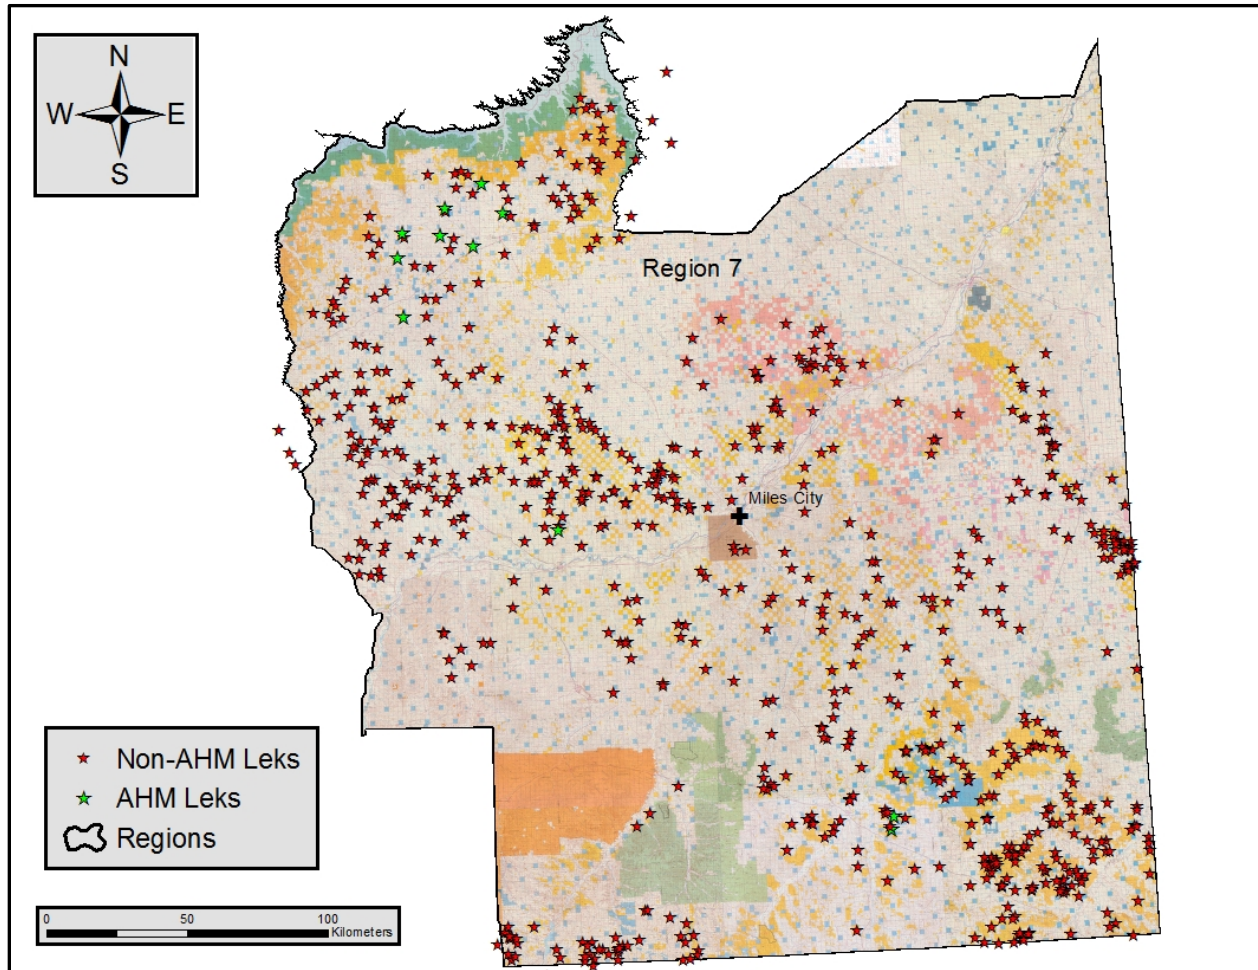 N
W E
S
Region 7
Miles City
Non-AHM Leks
AHM Leks
Regions
0 50 100
Kilometers